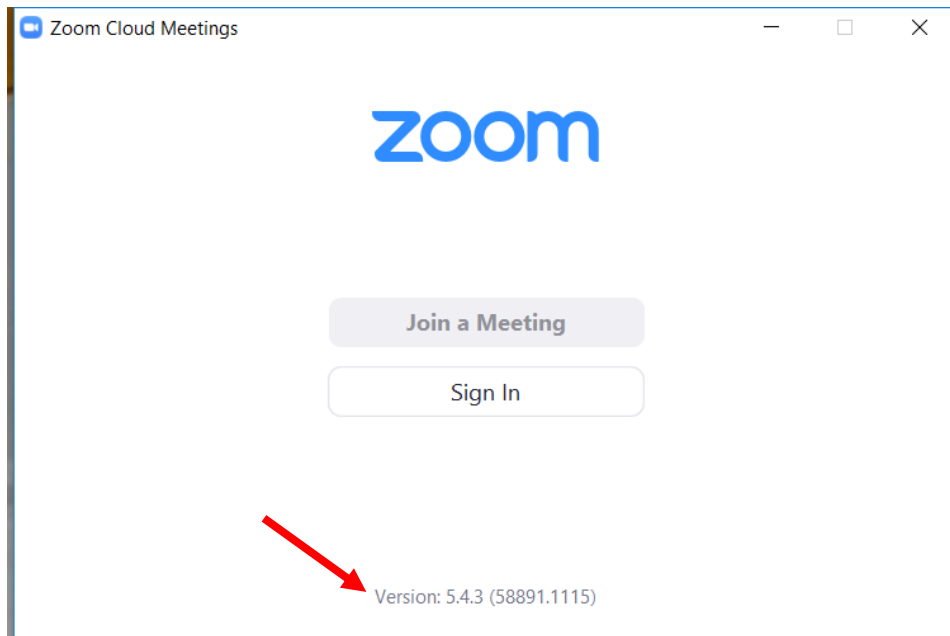 Zoom Cloud Meetings
zoom
Join a Meeting
Sign In
Version: 5.4.3 (58891.1115)